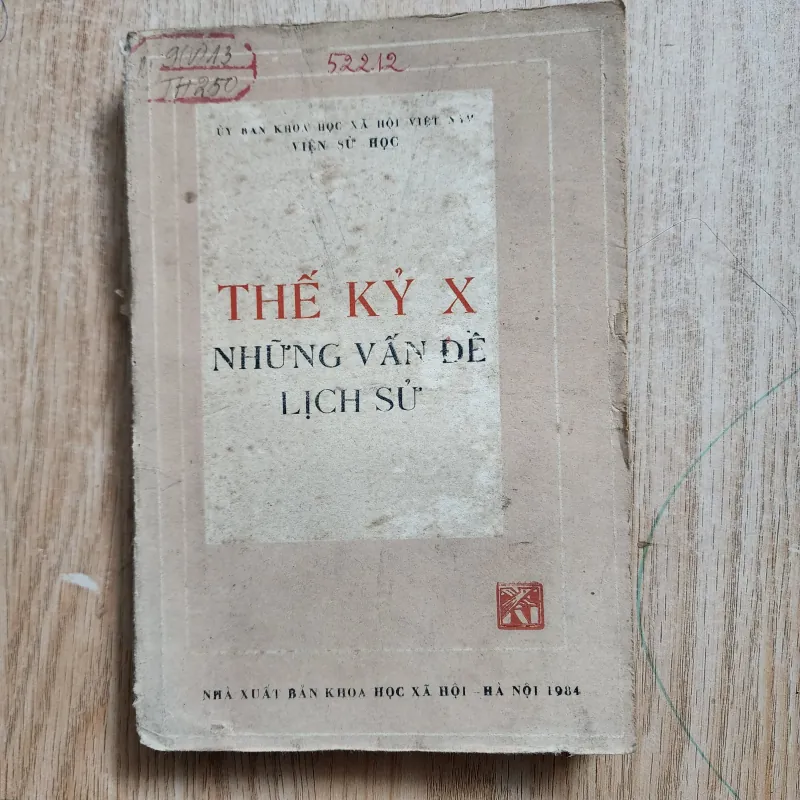 900913
TH250
52212
ỦY BAN KHOA HỌC XÃ HỘI VIỆT NAM
VIỆN SỬ HỌC
THẾ KỶ X
NHỮNG VẤN ĐỀ
LỊCH SỬ
NHÀ XUẤT BẢN KHOA HỌC XÃ HỘI - HÀ NỘI 1984